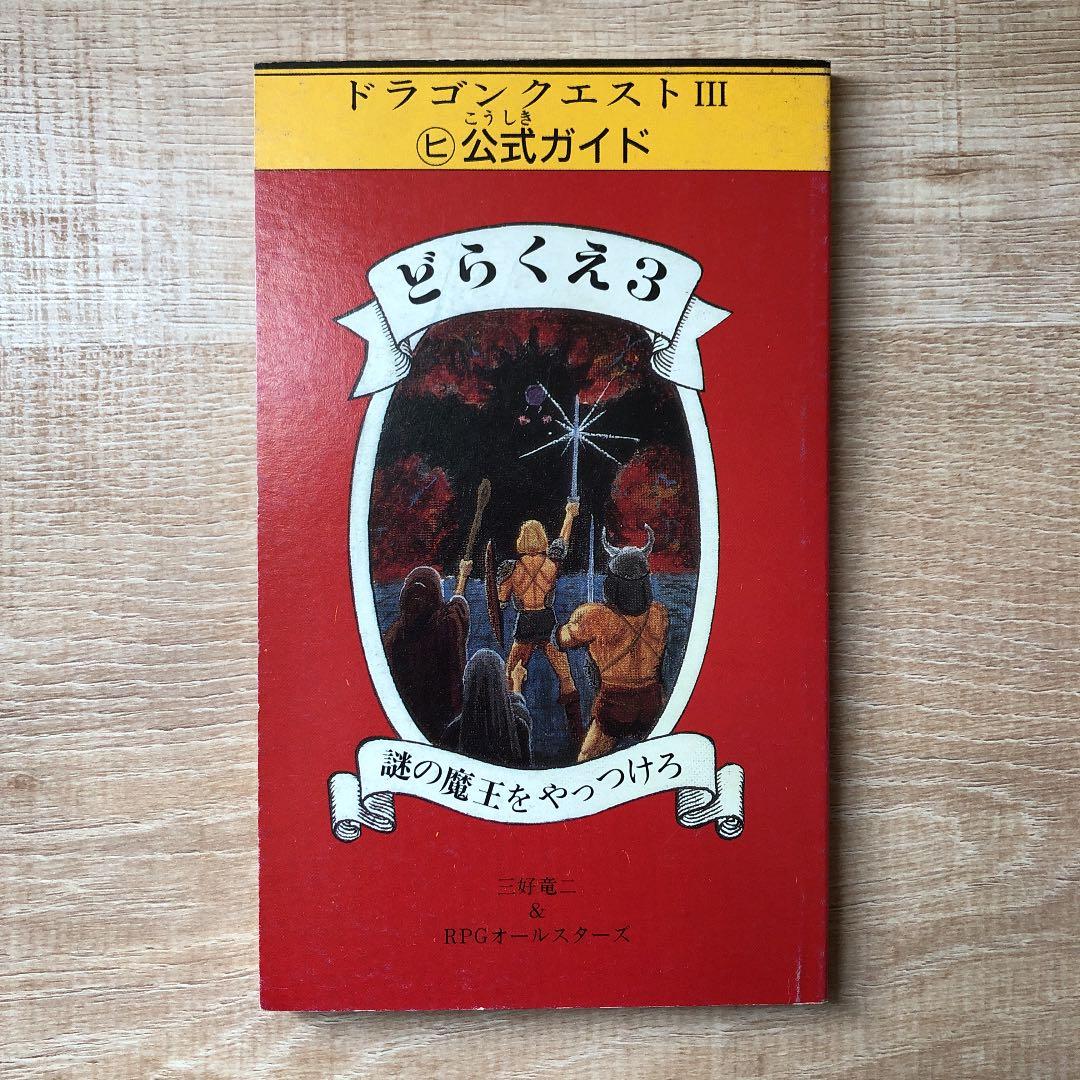 ドラゴンクエストIII
こうしき
㋪公式ガイド
どらくえ3
謎の魔王をやっつけろ
三好竜二
&
RPGオールスターズ